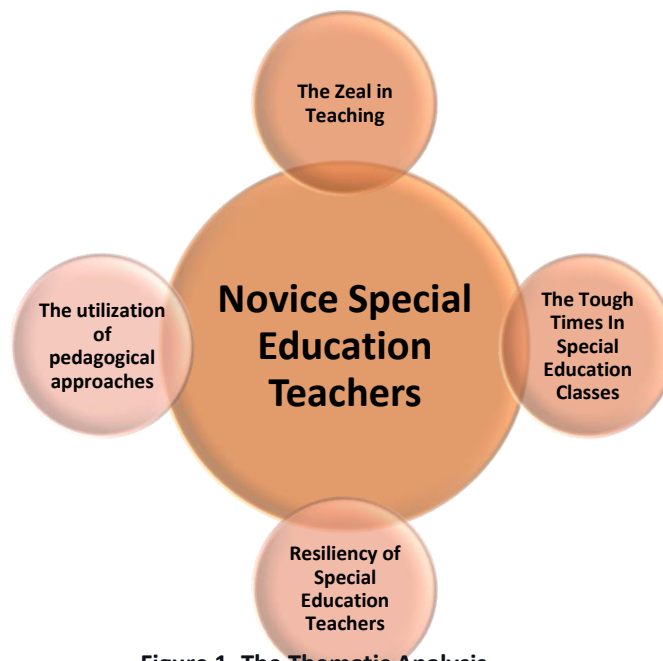 The Zeal in
Teaching
Novice Special
Education
Teachers
The utilization
of
pedagogical
approaches
The Tough
Times In
Special
Education
Classes
Resiliency of
Special
Education
Teachers
Figure 1. The Thematic Analysis